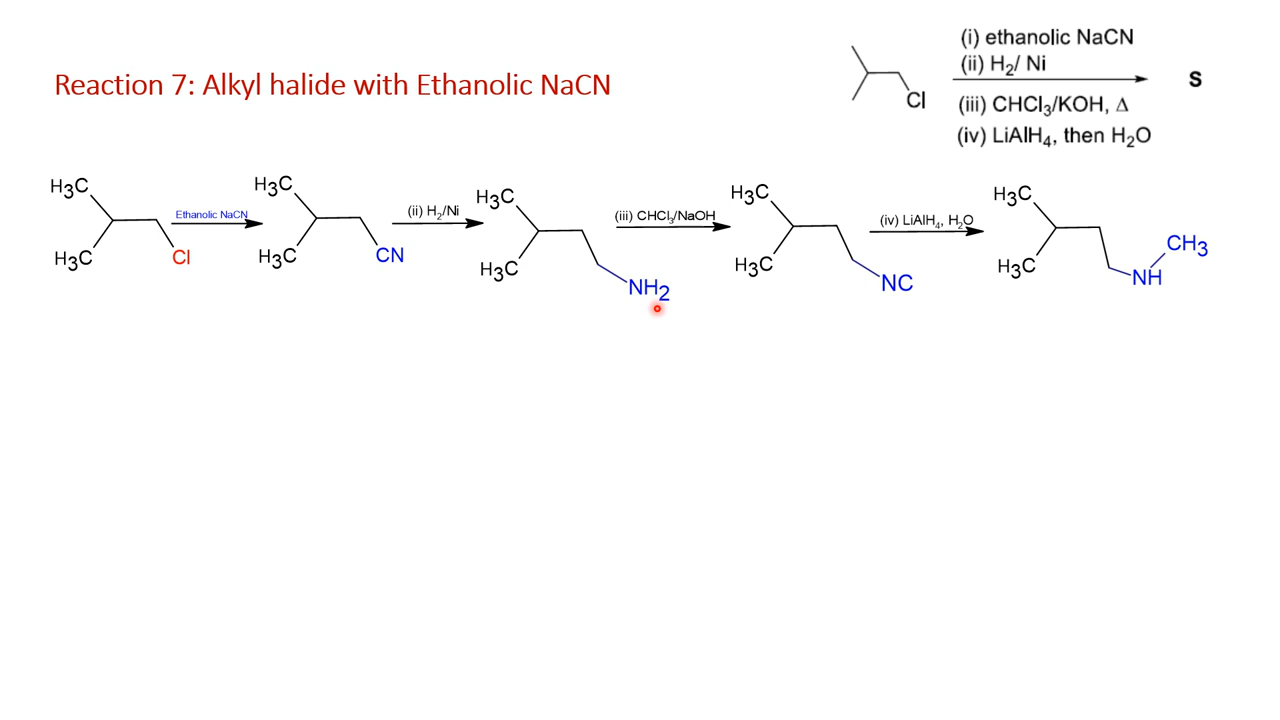 Reaction 7: Alkyl halide with Ethanolic NaCN
(i) ethanolic NaCN
(ii) H2/ Ni
Cl
S
(iii) CHCl3/KOH, Δ
(iv) LiAlH4, then H2O
H3C
H3C
Cl
Ethanolic NaCN
H3C
H3C
CN
(ii) H2/Ni
H3C
H3C
NH2
(iii) CHCl3/NaOH
H3C
H3C
NC
(iv) LiAlH4, H2O
H3C
H3C
NH
CH3